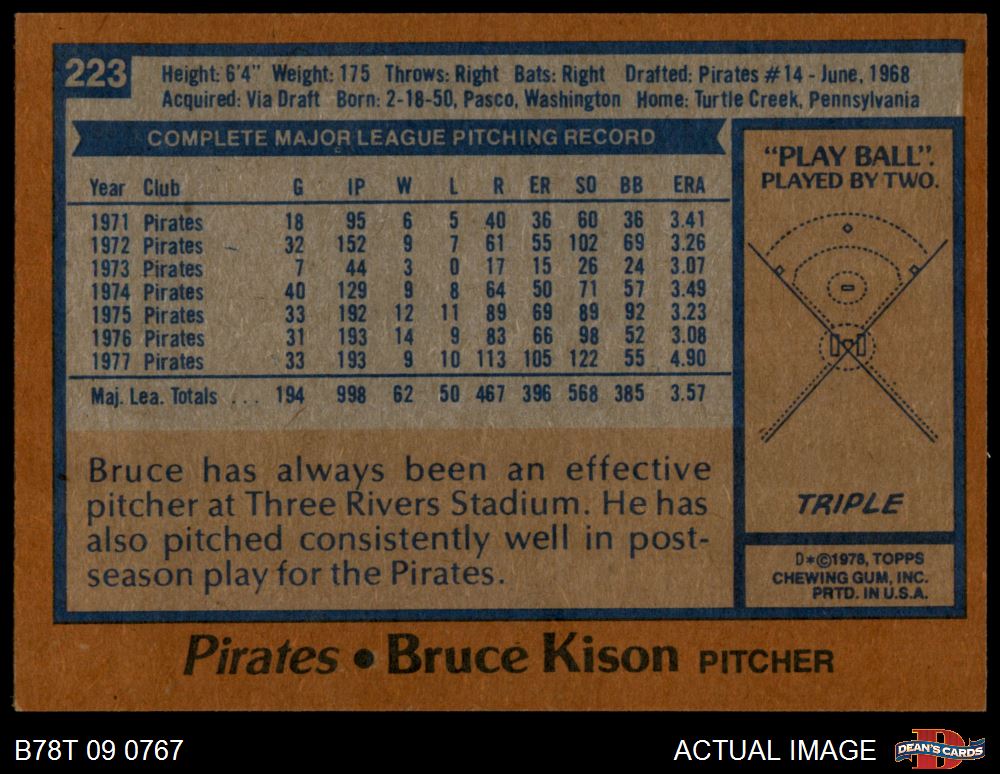 223
Height: 6'4" Weight: 175 Throws: Right Bats: Right Drafted: Pirates #14 - June, 1968
Acquired: Via Draft Born: 2-18-50, Pasco, Washington Home: Turtle Creek, Pennsylvania
COMPLETE MAJOR LEAGUE PITCHING RECORD
Year Club G IP W L R ER SO BB ERA
1971 Pirates 18 95 6 5 40 36 60 36 3.41
1972 Pirates 32 152 9 7 61 55 102 69 3.26
1973 Pirates 7 44 3 0 17 15 26 24 3.07
1974 Pirates 40 129 9 8 64 50 71 57 3.49
1975 Pirates 33 192 12 11 89 69 89 92 3.23
1976 Pirates 31 193 14 9 83 66 98 52 3.08
1977 Pirates 33 193 9 10 113 105 122 55 4.90
Maj. Lea. Totals ... 194 998 62 50 467 396 568 385 3.57
Bruce has always been an effective
pitcher at Three Rivers Stadium. He has
also pitched consistently well in post-
season play for the Pirates.
"PLAY BALL".
PLAYED BY TWO.
TRIPLE
D*©1978, TOPPS
CHEWING GUM, INC.
PRTD. IN U.S.A.
Pirates • Bruce Kison PITCHER
B78T 09 0767
ACTUAL IMAGE
D
DEAN'S CARDS